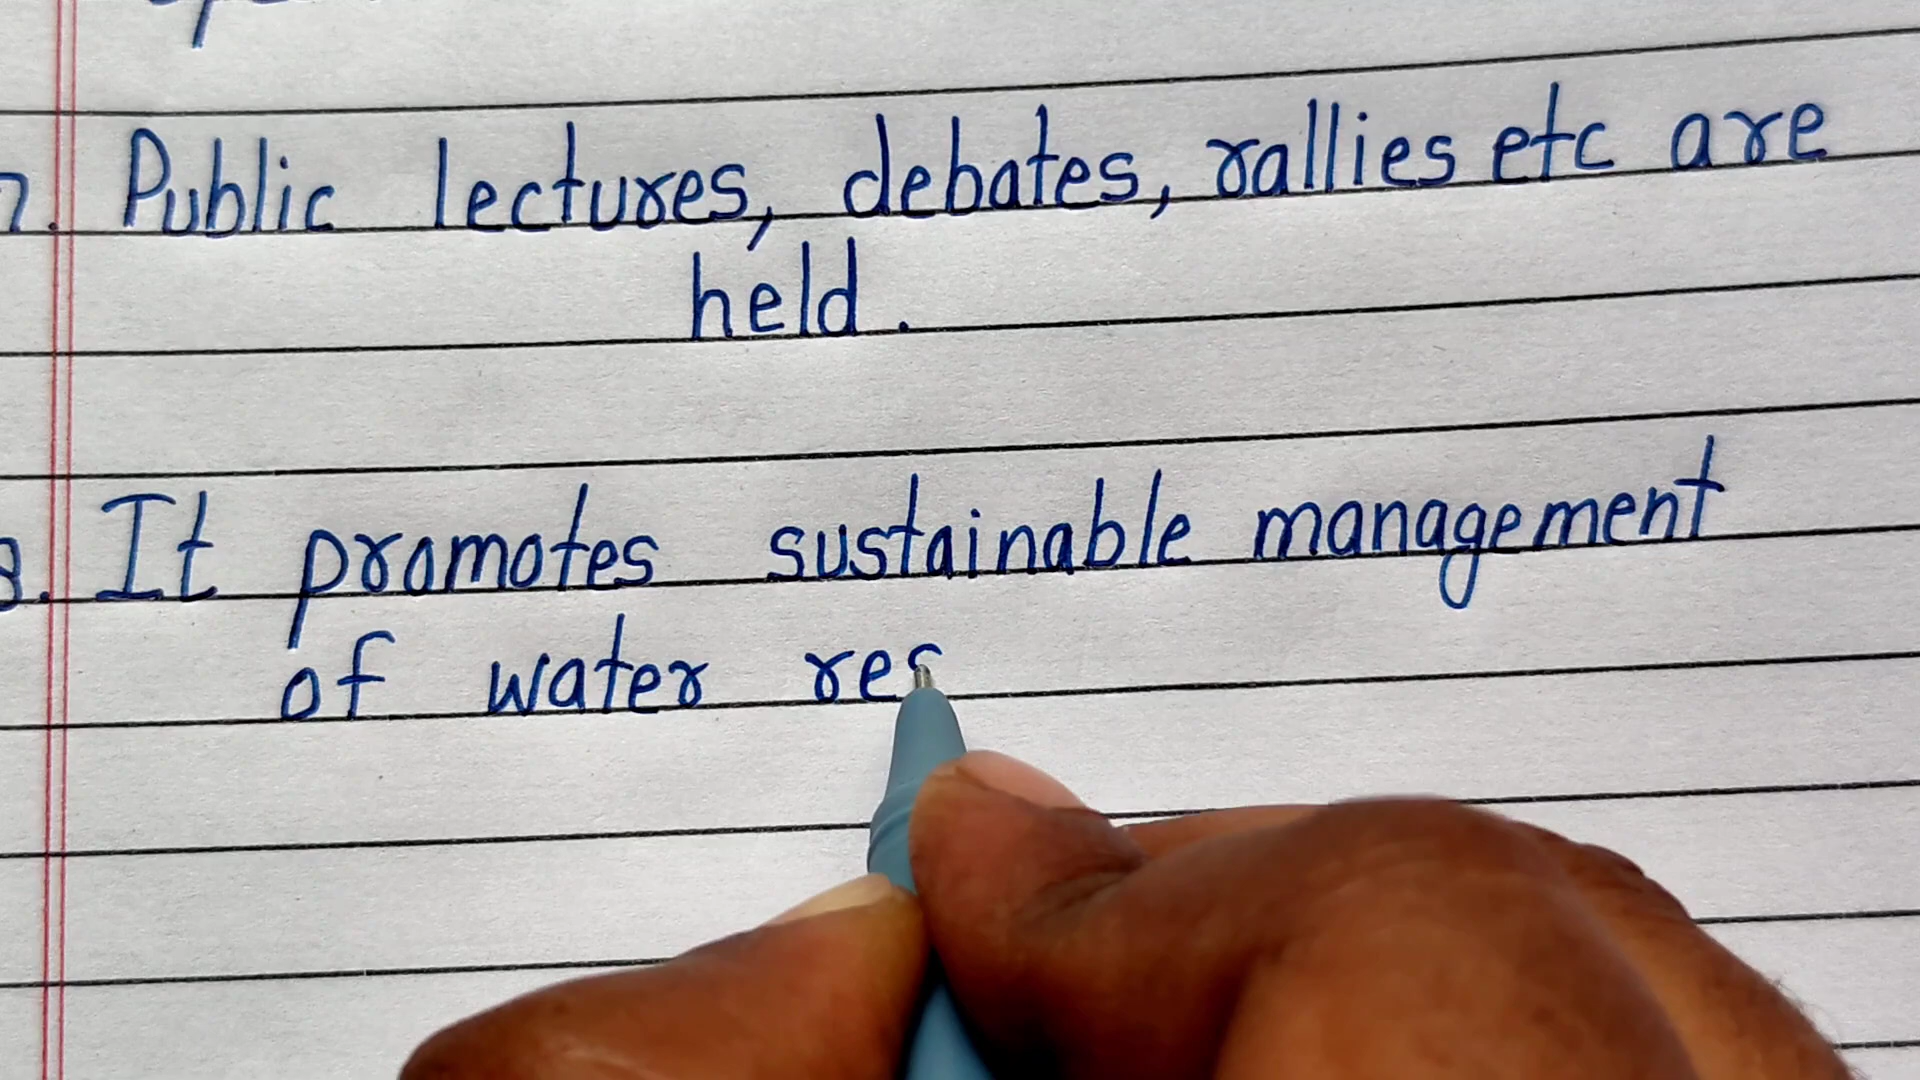 7. Public lectures, debates, rallies etc are
held.
8. It promotes sustainable management
of water res